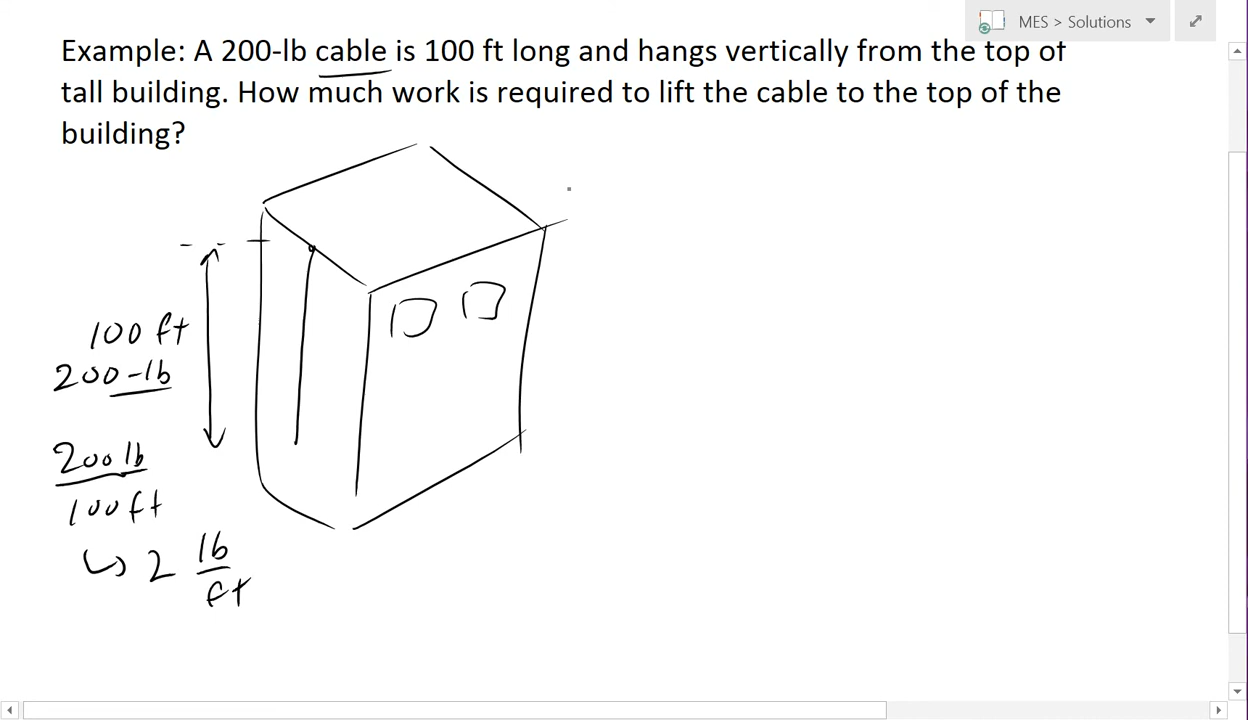 MES > Solutions
Example: A 200-lb cable is 100 ft long and hangs vertically from the top of
tall building. How much work is required to lift the cable to the top of the
building?
100 ft
200-lb
200 lb
100 ft
↳ 2 lb
ft